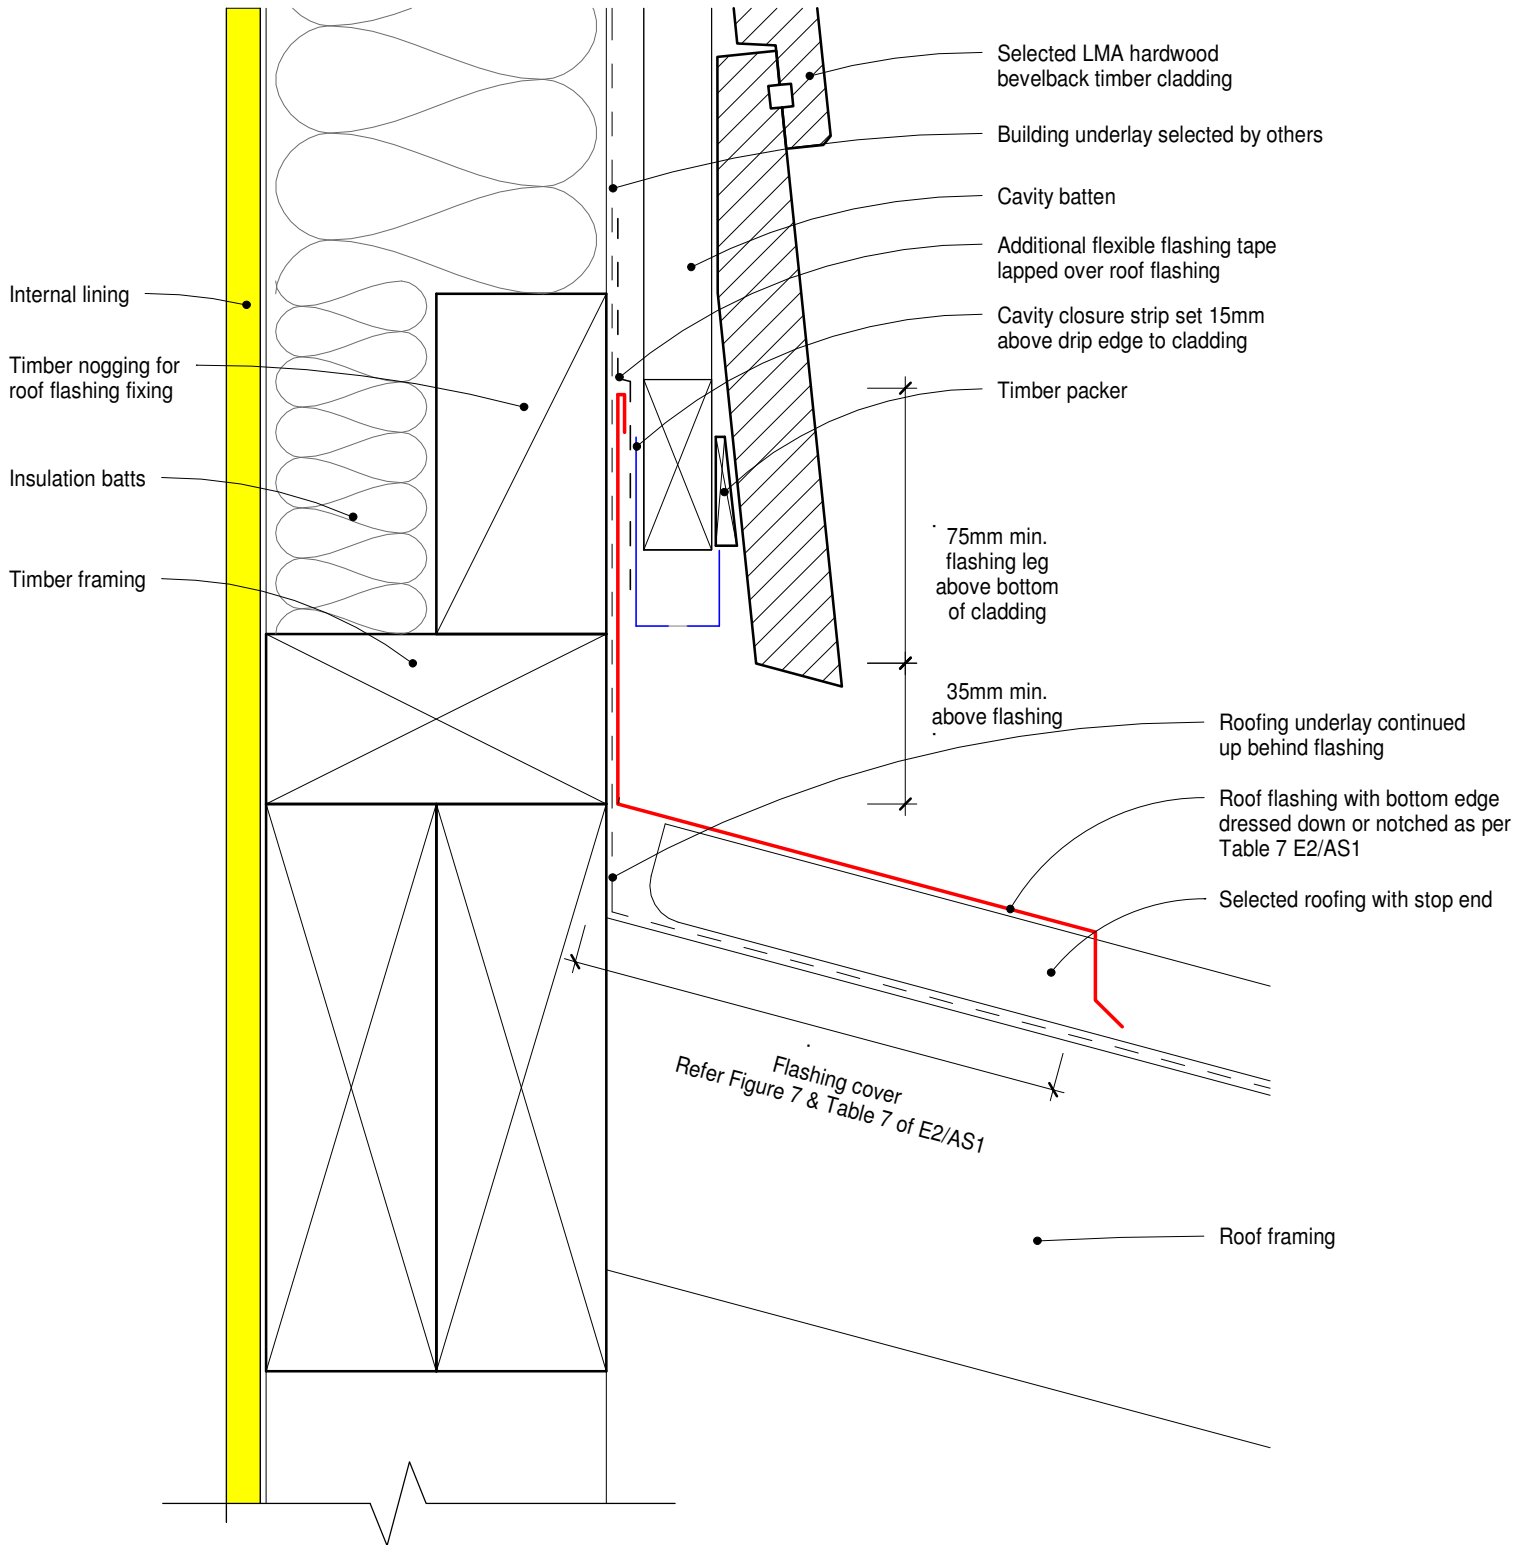 Selected LMA hardwood
bevelback timber cladding
Building underlay selected by others
Cavity batten
Additional flexible flashing tape
lapped over roof flashing
Cavity closure strip set 15mm
above drip edge to cladding
Timber packer
Internal lining
Timber nogging for
roof flashing fixing
Insulation batts
Timber framing
75mm min.
flashing leg
above bottom
of cladding
35mm min.
above flashing
Roofing underlay continued
up behind flashing
Roof flashing with bottom edge
dressed down or notched as per
Table 7 E2/AS1
Selected roofing with stop end
Flashing cover
Refer Figure 7 & Table 7 of E2/AS1
Roof framing